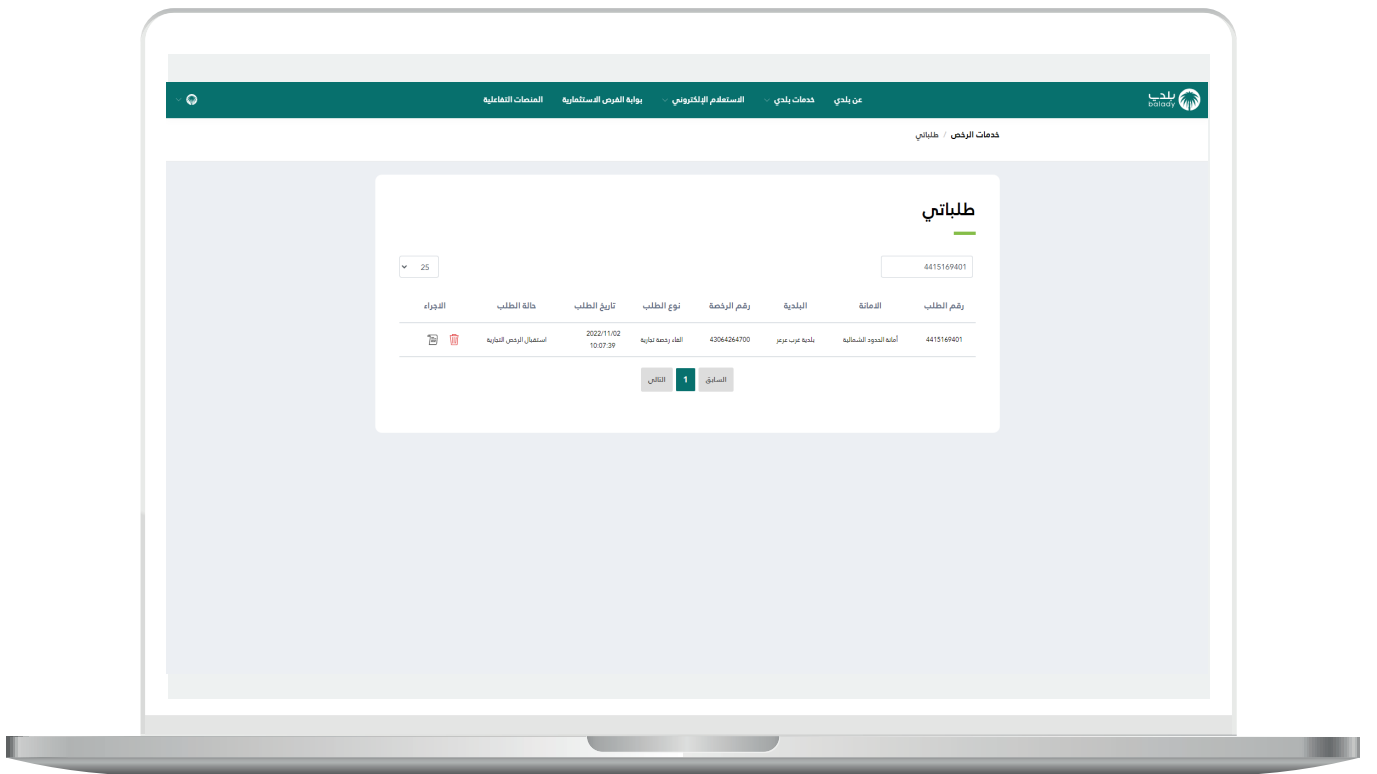 بلدي
balady
عن بلدي
خدمات بلدي
الاستعلام الإلكتروني
بوابة الفرص الاستثمارية
المنصات التفاعلية
خدمات الرخص / طلباتي
طلباتي
4415169401
25
رقم الطلب
الامانة
البلدية
رقم الرخصة
نوع الطلب
تاريخ الطلب
حالة الطلب
الاجراء
4415169401
أمانة الحدود الشمالية
بلدية غرب عرعر
43064264700
الغاء رخصة تجارية
2022/11/02
10:07:39
استقبال الرخص التجارية
السابق
1
التالي